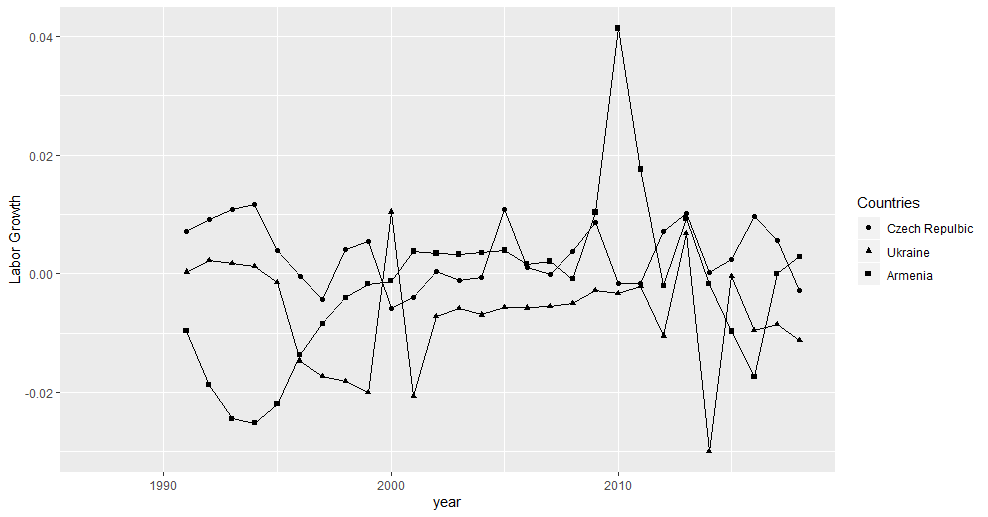 0.04
0.02
0.00
-0.02
Labor Growth
1990
2000
2010
year
Countries
Czech Repulbic
Ukraine
Armenia